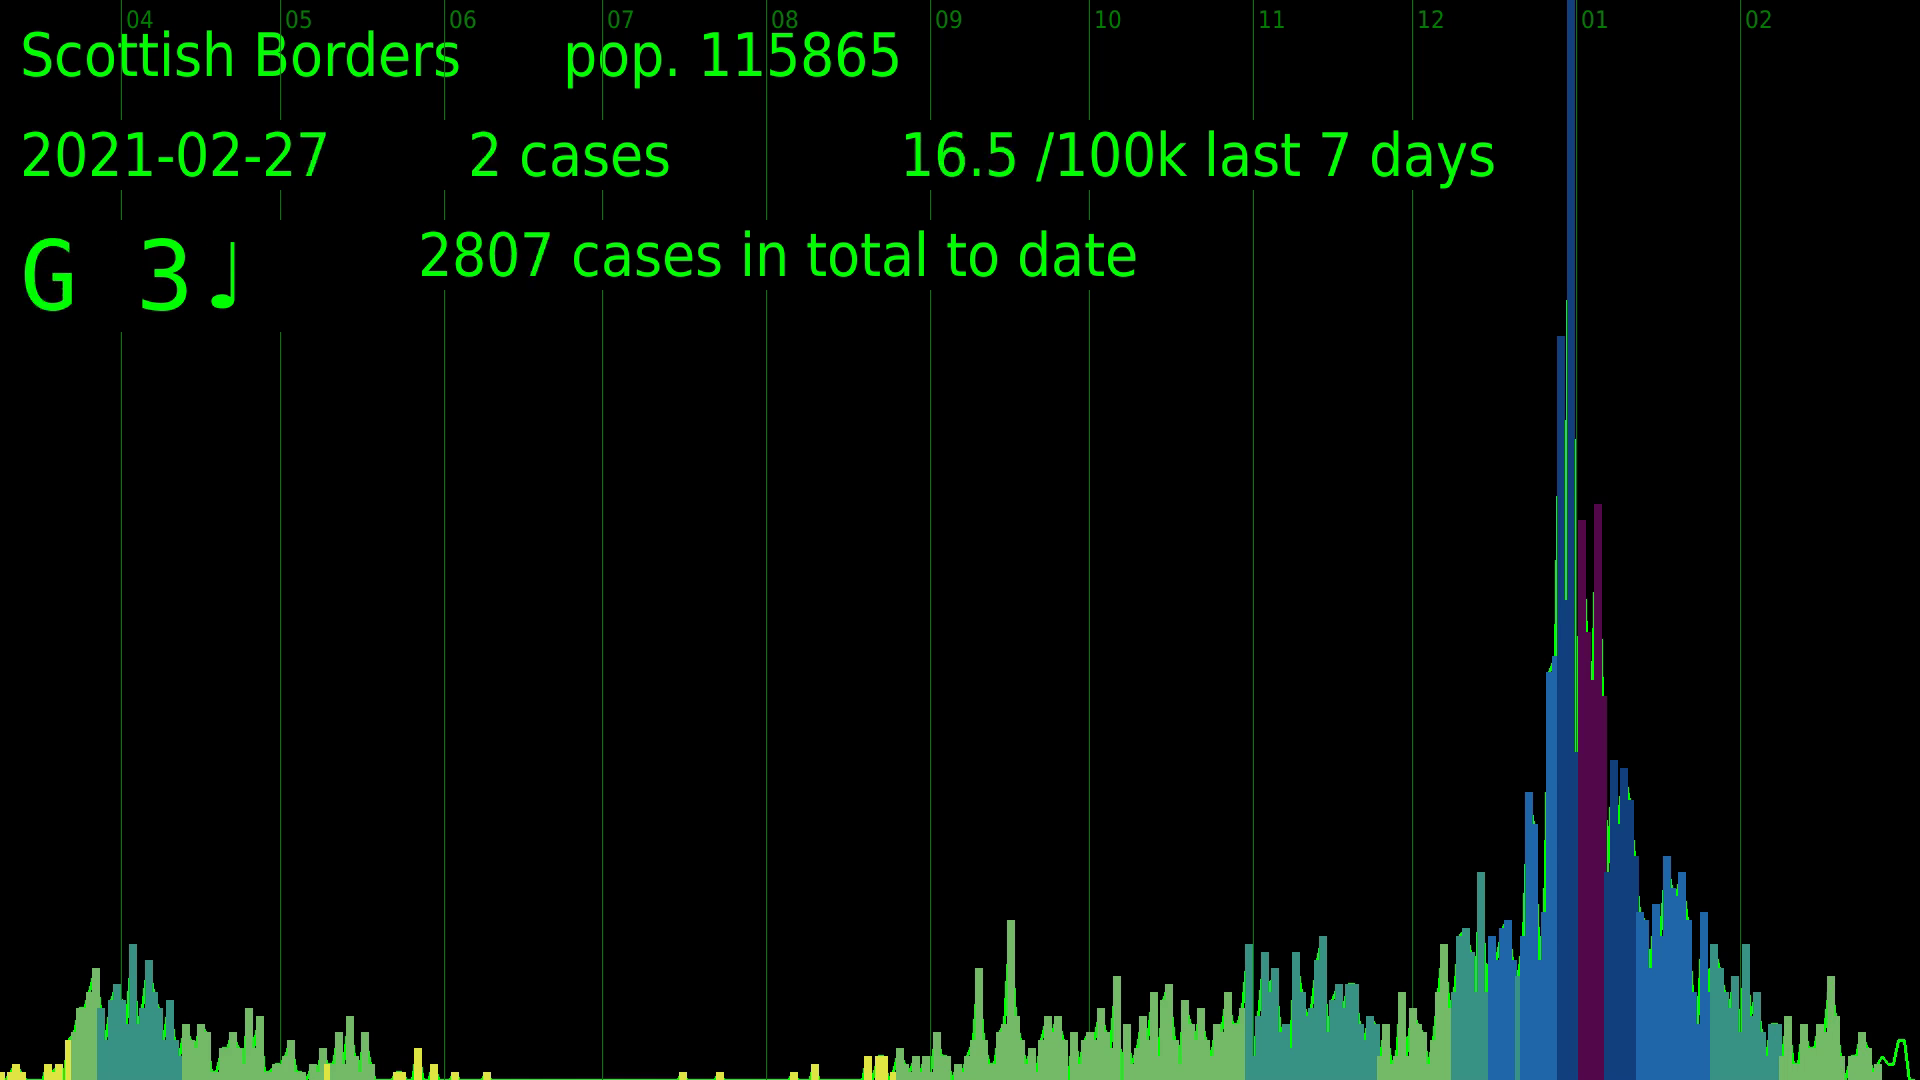 04 05 06 07 08 09 10 11 12 01 02
Scottish Borders pop. 115865
2021-02-27 2 cases 16.5 /100k last 7 days
G 3♩ 2807 cases in total to date